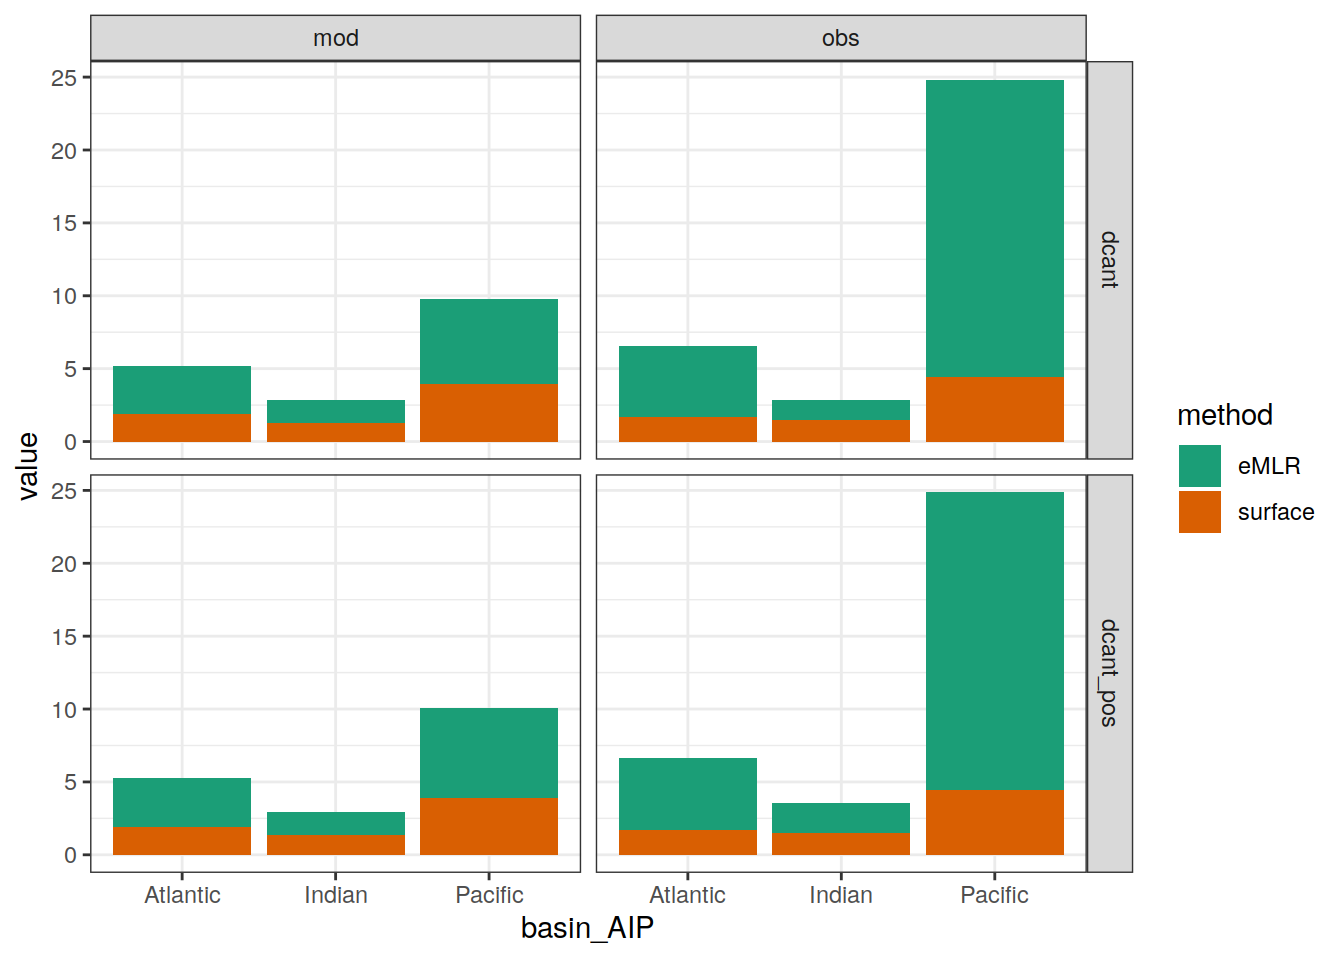 mod
obs
25
20
15
10
5
0
dcant
25
20
15
10
5
0
dcant_pos
value
Atlantic
Indian
Pacific
Atlantic
Indian
Pacific
basin_AIP
method
eMLR
surface